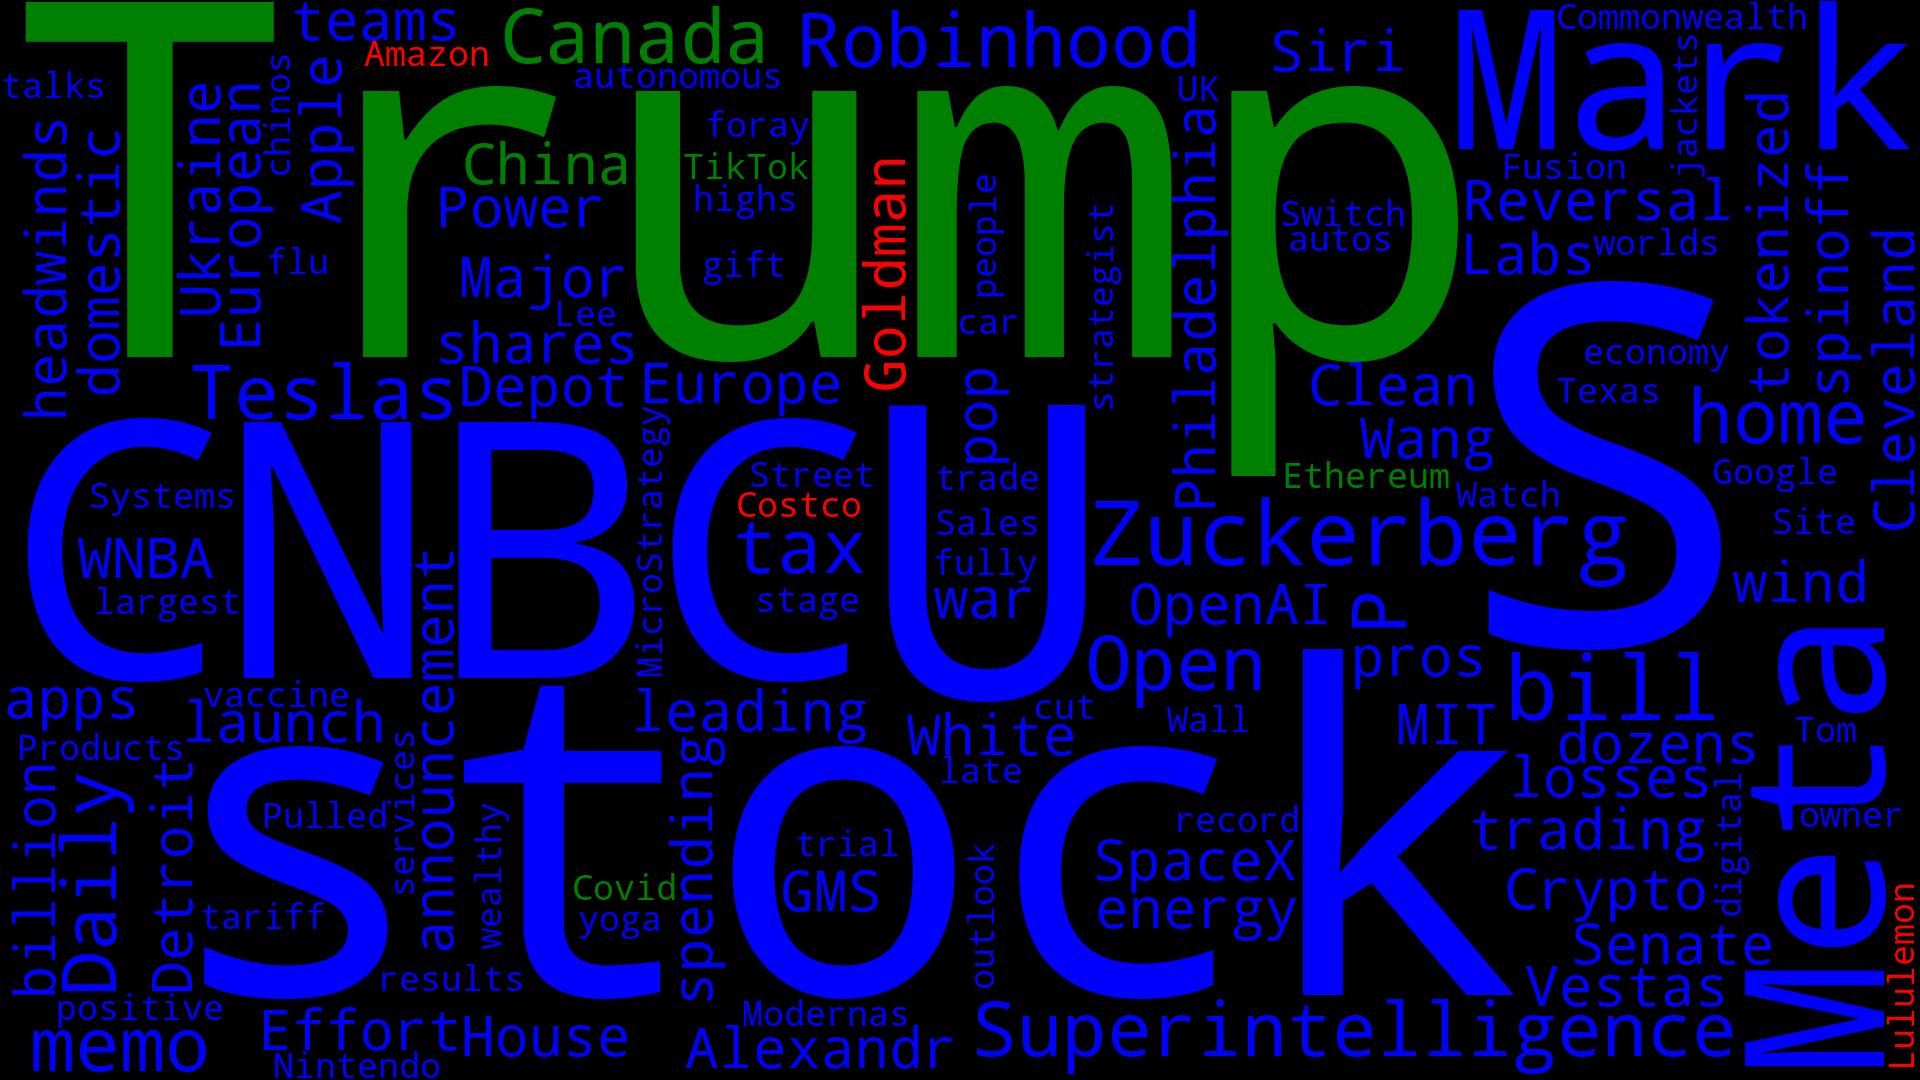 Trump
teams
Amazon
Canada
autonomous
Robinhood
Siri
Mark
Commonwealth
talks
Ukraine
European
chinos
Apple
foray
UK
jackets
China
TikTok
highs
Power
headwinds
domestic
flu
Major
gift
Lee
shares
Goldman
people
car
strategist
Philadelphia
Switch
autos
Fusion
Reversal
Labs
worlds
tokenized
spinoff
Cleveland
Teslas
Depot
Europe
pop
Clean
Wang
Ethereum
economy
Texas
home
Google
S
CNBC
U
Systems
WNBA
largest
MicroStrategy
Street
Costco
tax
stage
trade
Sales
fully
war
Zuckerberg
Watch
Site
wind
OpenAI
P
Open
pros
bill
MIT
apps
vaccine
launch
Products
announcement
leading
White
cut
Wall
late
dozens
losses
Tom
Meta
stock
billion
Daily
Detroit
Pulled
services
wealthy
tariff
results
Covid
yoga
spending
trial
GMS
outlook
record
SpaceX
energy
trading
digital
owner
Crypto
Senate
Vestas
Lululemon
positive
memo
Effort
House
Nintendo
Modernas
Alexandr
Superintelligence